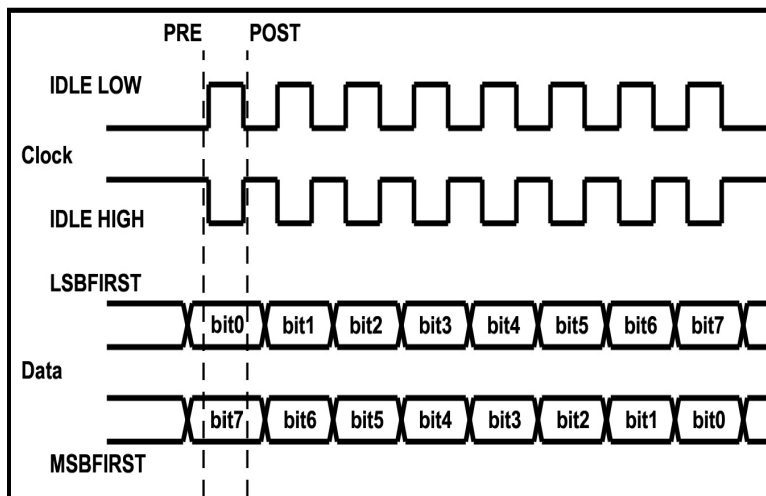 PRE POST
IDLE LOW
Clock
IDLE HIGH
LSBFIRST
bit0 bit1 bit2 bit3 bit4 bit5 bit6 bit7
Data
bit7 bit6 bit5 bit4 bit3 bit2 bit1 bit0
MSBFIRST